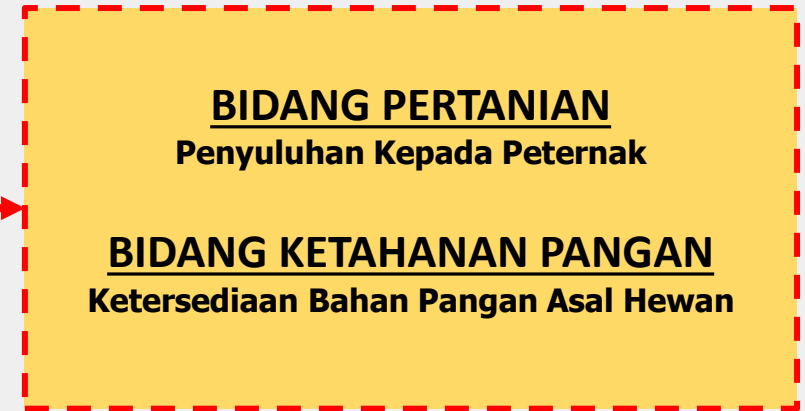 BIDANG PERTANIAN
Penyuluhan Kepada Peternak
BIDANG KETAHANAN PANGAN
Ketersediaan Bahan Pangan Asal Hewan